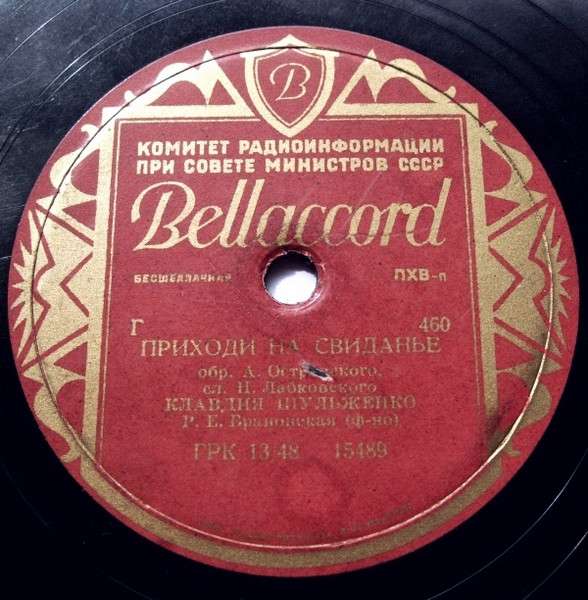 B
КОМИТЕТ РАДИОИНФОРМАЦИИ
ПРИ СОВЕТЕ МИНИСТРОВ СССР
Bellaccord
БЕСШЕЛЛАЧНАЯ ПХВ-п
Г 460
ПРИХОДИ НА СВИДАНЬЕ
обр. А. Островского,
сл. Н. Лабковского
КЛАВДИЯ ШУЛЬЖЕНКО
Р. Е. Брановская (ф-но)
ГРК 13-48 15489